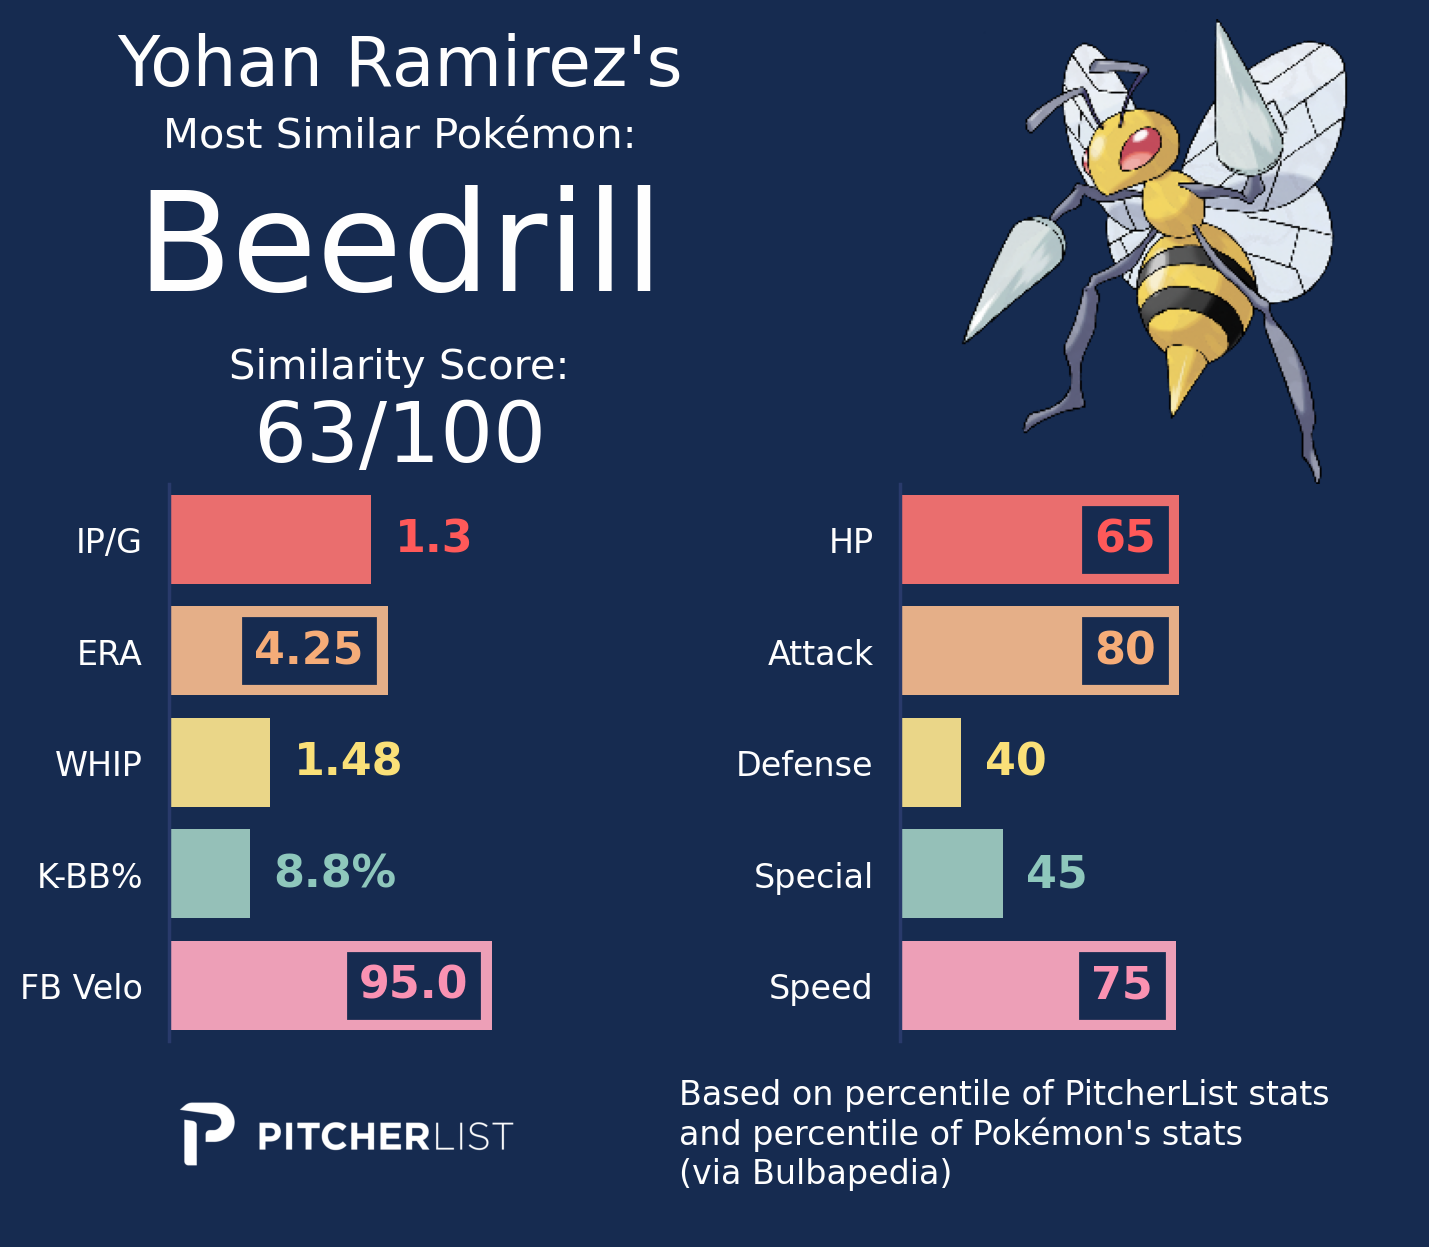 Yohan Ramirez's
Most Similar Pokémon:
Beedrill
Similarity Score:
63/100
IP/G 1.3
ERA 4.25
WHIP 1.48
K-BB% 8.8%
FB Velo 95.0
HP 65
Attack 80
Defense 40
Special 45
Speed 75
PITCHERLIST
Based on percentile of PitcherList stats
and percentile of Pokémon's stats
(via Bulbapedia)